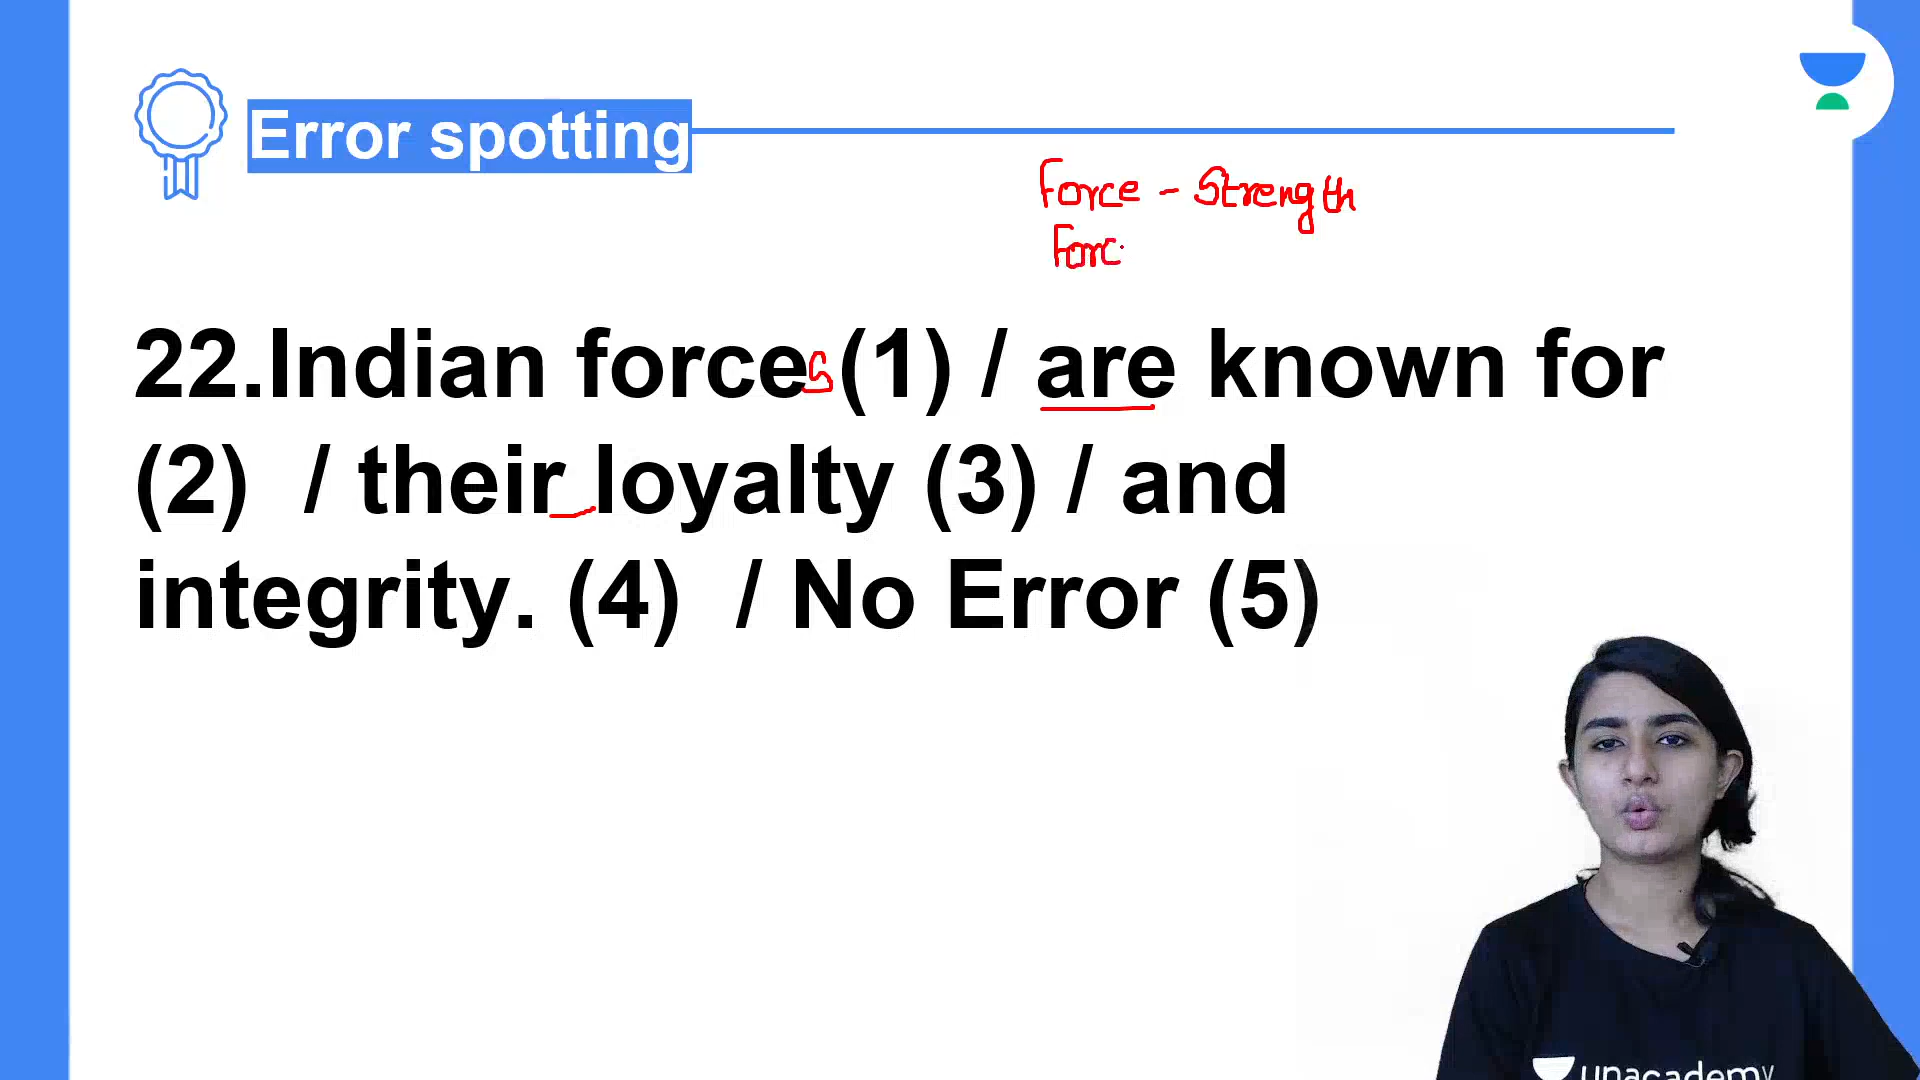 Error spotting
Force - Strength
Forc
22.Indian forces (1) / are known for
(2) / their loyalty (3) / and
integrity. (4) / No Error (5)
unacademy